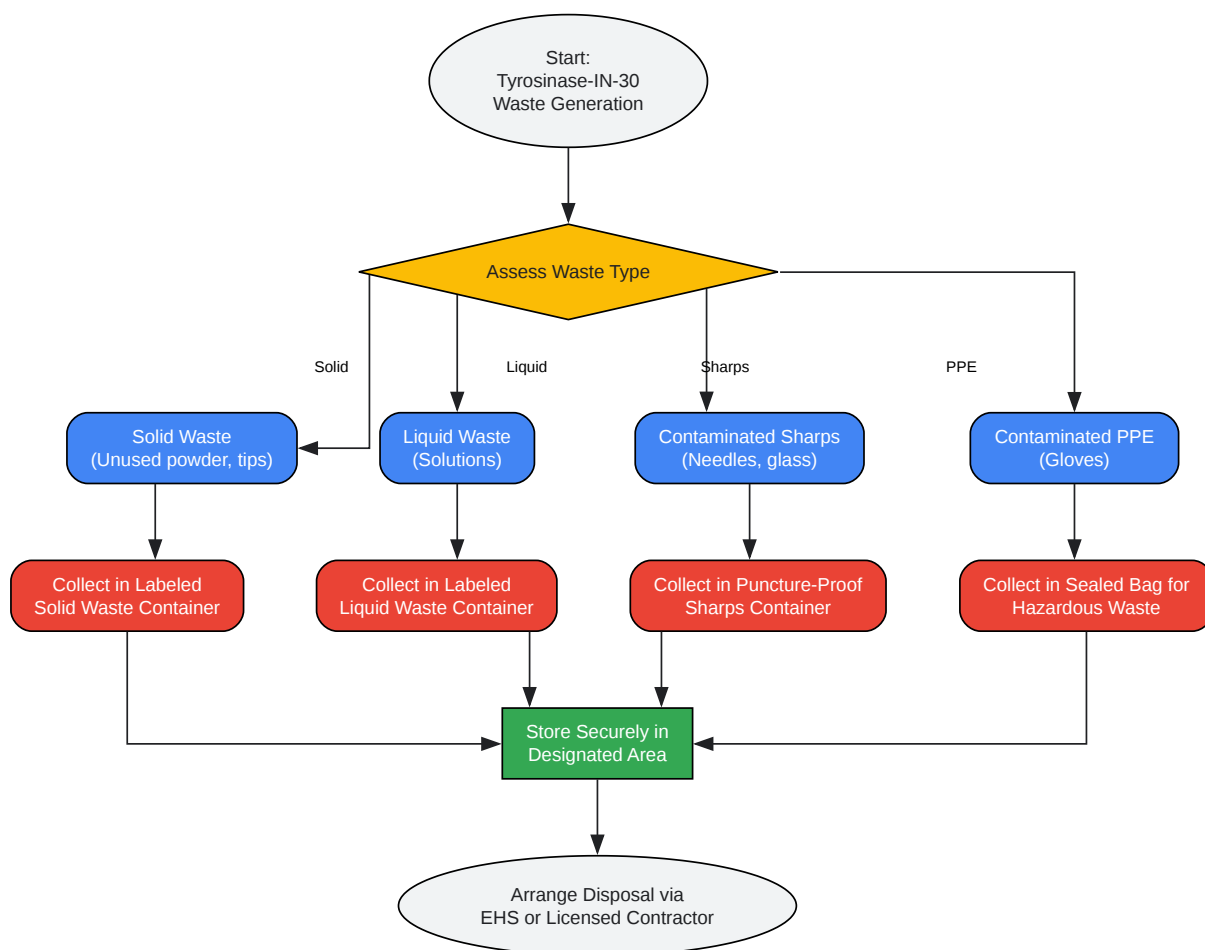 Start:
Tyrosinase-IN-30
Waste Generation
Assess Waste Type
Solid
Liquid
Sharps
PPE
Solid Waste
(Unused powder, tips)
Liquid Waste
(Solutions)
Contaminated Sharps
(Needles, glass)
Contaminated PPE
(Gloves)
Collect in Labeled
Solid Waste Container
Collect in Labeled
Liquid Waste Container
Collect in Puncture-Proof
Sharps Container
Collect in Sealed Bag for
Hazardous Waste
Store Securely in
Designated Area
Arrange Disposal via
EHS or Licensed Contractor